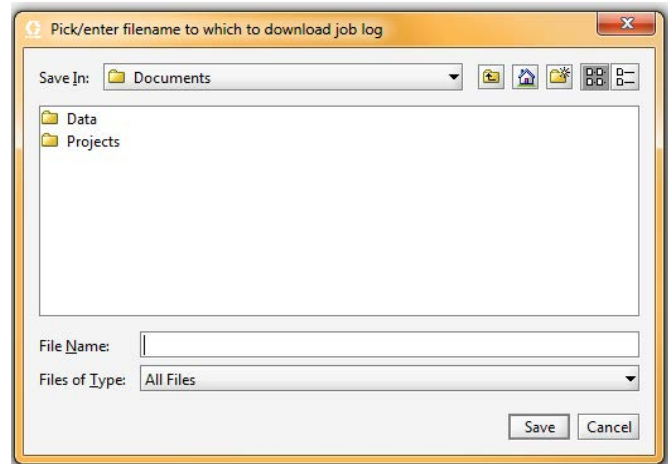 Pick/enter filename to which to download job log
Save In: Documents
Data
Projects
File Name:
Files of Type: All Files
Save Cancel